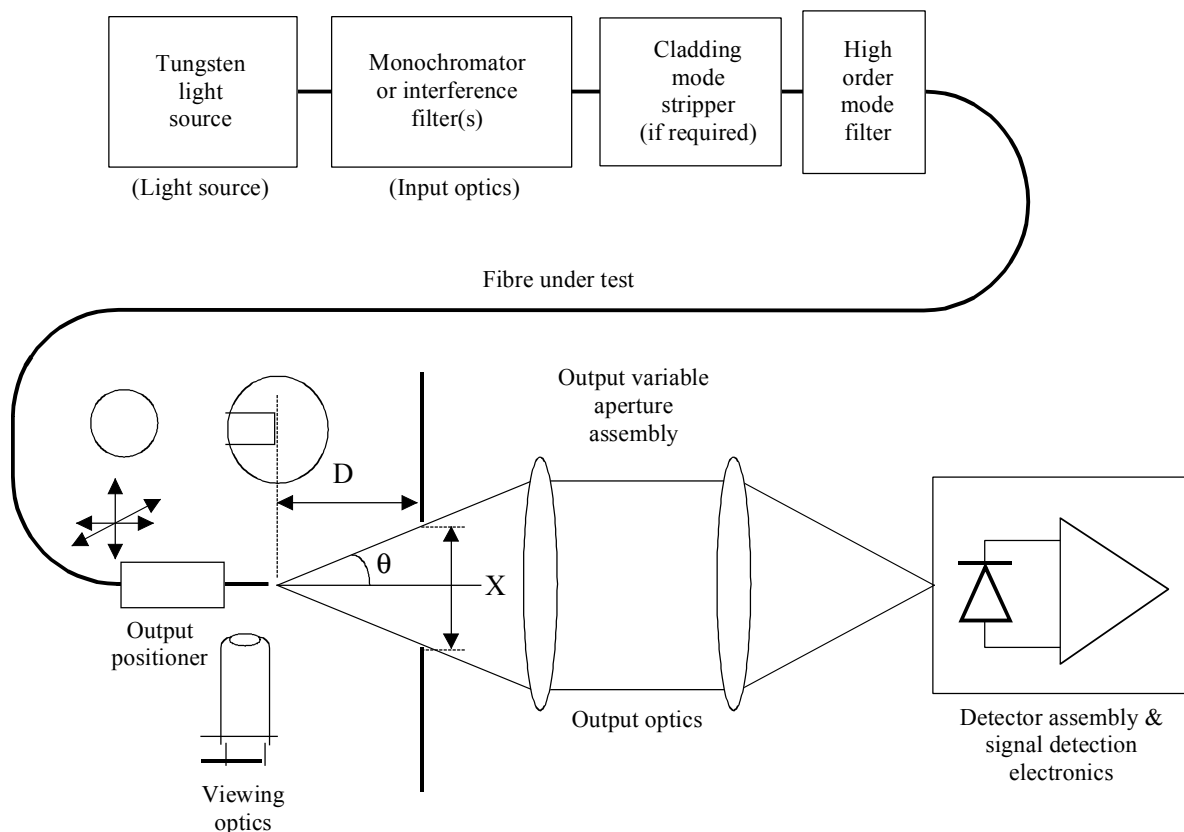 Tungsten
light
source
(Light source)
Monochromator
or interference
filter(s)
(Input optics)
Cladding
mode
stripper
(if required)
High
order
mode
filter
Fibre under test
Output variable
aperture
assembly
D
θ
X
Output
positioner
Viewing
optics
Output optics
Detector assembly &
signal detection
electronics